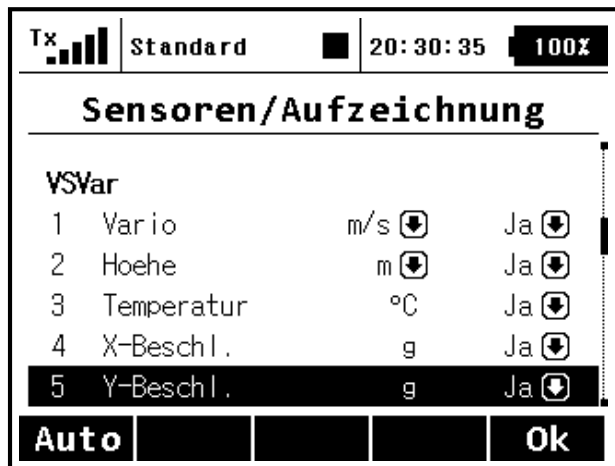 Tx Standard 20:30:35 100%
Sensoren/Aufzeichnung
VSVar
1 Vario m/s Ja
2 Hoehe m Ja
3 Temperatur °C Ja
4 X-Beschl. g Ja
5 Y-Beschl. g Ja
Auto Ok